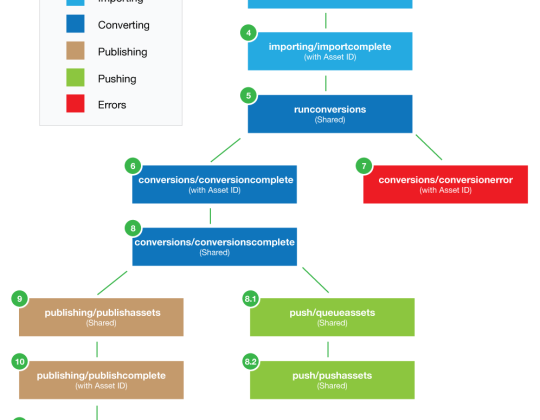 Importing
Converting
Publishing
Pushing
Errors
4
importing/importcomplete
(with Asset ID)
5
runconversions
(Shared)
6
conversions/conversioncomplete
(with Asset ID)
7
conversions/conversionerror
(with Asset ID)
8
conversions/conversionscomplete
(Shared)
9
publishing/publishassets
(Shared)
8.1
push/queueassets
(Shared)
10
publishing/publishcomplete
(with Asset ID)
8.2
push/pushassets
(Shared)